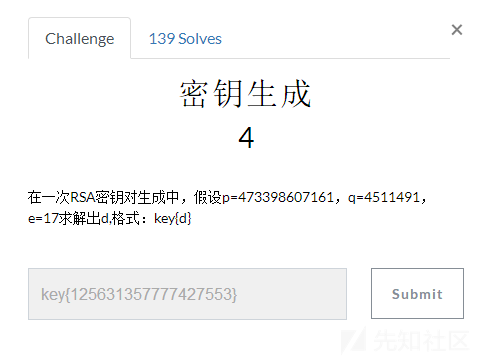 Challenge
139 Solves
×
密钥生成
4
在一次RSA密钥对生成中，假设p=473398607161，q=4511491，
e=17求解出d,格式：key{d}
key{125631357777427553}
Submit
先知社区